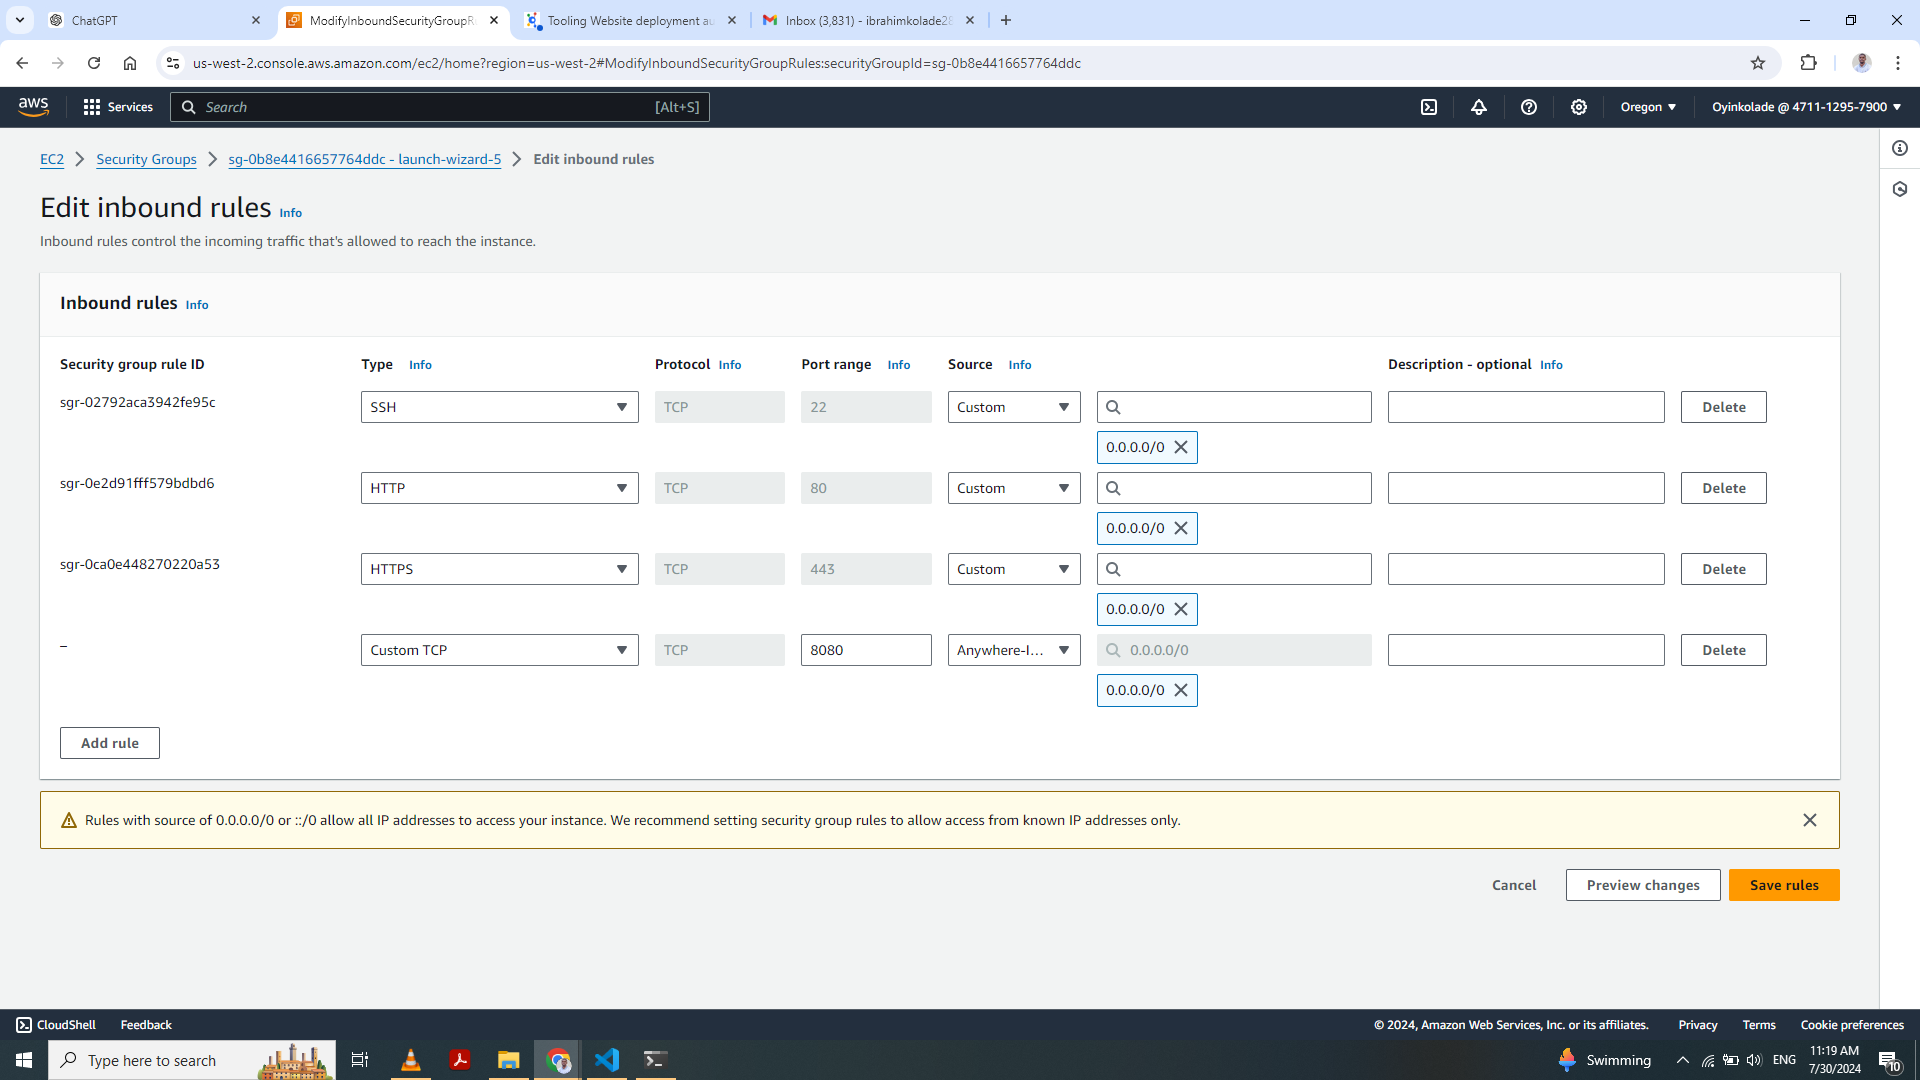 ChatGPT
ModifyInboundSecurityGroupRu
Tooling Website deployment au
Inbox (3,831) - ibrahimkolade28
us-west-2.console.aws.amazon.com/ec2/home?region=us-west-2#ModifyInboundSecurityGroupRules:securityGroupId=sg-0b8e4416657764ddc
aws
Services
Search
[Alt+S]
Oregon
Oyinkolade @ 4711-1295-7900
EC2
Security Groups
sg-0b8e4416657764ddc - launch-wizard-5
Edit inbound rules
Edit inbound rules Info
Inbound rules control the incoming traffic that's allowed to reach the instance.
Inbound rules Info
Security group rule ID
Type Info
Protocol Info
Port range Info
Source Info
Description - optional Info
sgr-02792aca3942fe95c
SSH
TCP
22
Custom
Delete
0.0.0.0/0
sgr-0e2d91fff579bdbd6
HTTP
TCP
80
Custom
Delete
0.0.0.0/0
sgr-0ca0e448270220a53
HTTPS
TCP
443
Custom
Delete
0.0.0.0/0
–
Custom TCP
TCP
8080
Anywhere-I...
0.0.0.0/0
Delete
0.0.0.0/0
Add rule
Rules with source of 0.0.0.0/0 or ::/0 allow all IP addresses to access your instance. We recommend setting security group rules to allow access from known IP addresses only.
Cancel
Preview changes
Save rules
CloudShell
Feedback
© 2024, Amazon Web Services, Inc. or its affiliates.
Privacy
Terms
Cookie preferences
Type here to search
Swimming
ENG
11:19 AM
7/30/2024
10